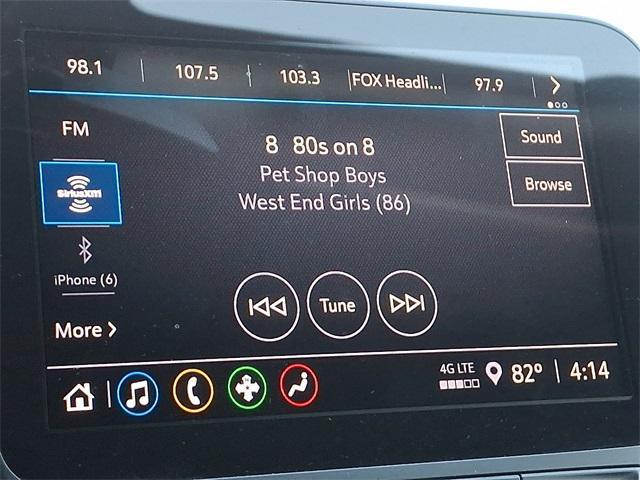 98.1 107.5 103.3 FOX Headli... 97.9
FM
SiriusXM
iPhone (6)
More
8 80s on 8
Pet Shop Boys
West End Girls (86)
Tune
Sound
Browse
4G LTE 82° 4:14